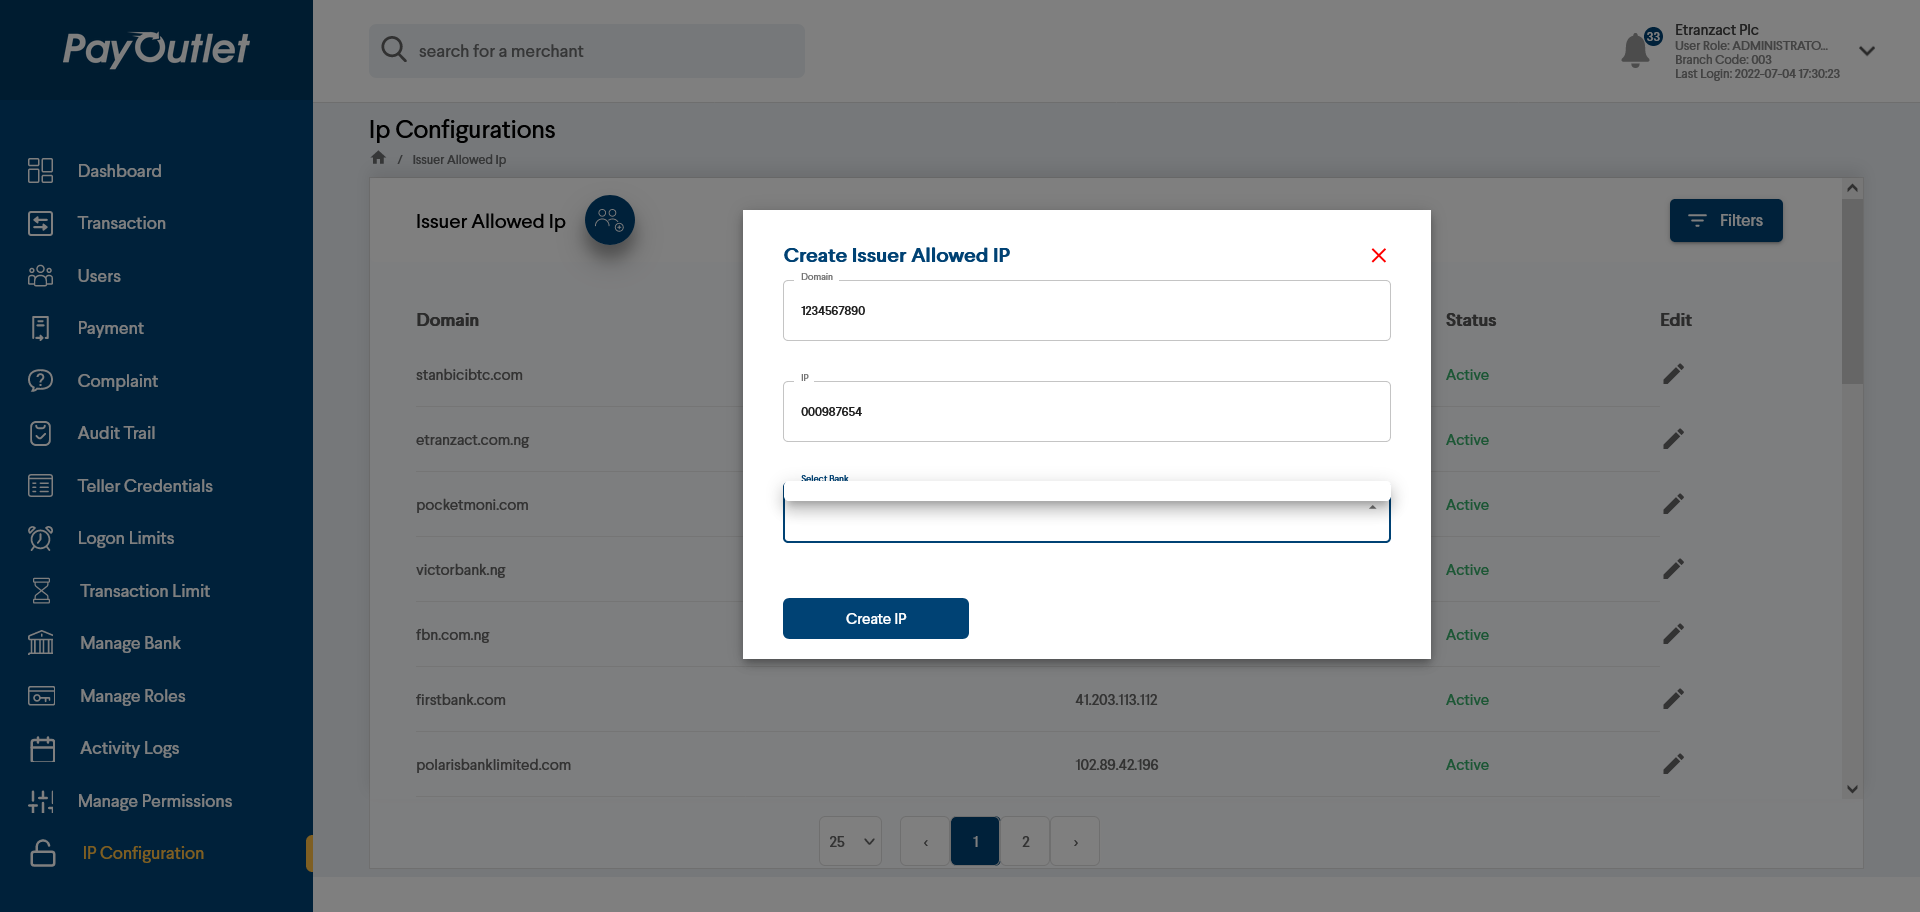 PayOutlet
search for a merchant
33
Etranzact Plc
User Role: ADMINISTRATO...
Branch Code: 003
Last Login: 2022-07-04 17:30:23
Dashboard
Transaction
Users
Payment
Complaint
Audit Trail
Teller Credentials
Logon Limits
Transaction Limit
Manage Bank
Manage Roles
Activity Logs
Manage Permissions
IP Configuration
Ip Configurations
/ Issuer Allowed Ip
Issuer Allowed Ip
Filters
Domain Status Edit
stanbicibtc.com Active
etranzact.com.ng Active
pocketmoni.com Active
victorbank.ng Active
fbn.com.ng Active
firstbank.com 41.203.113.112 Active
polarisbanklimited.com 102.89.42.196 Active
25 ‹ 1 2 ›
Create Issuer Allowed IP
Domain
1234567890
IP
000987654
Select Bank
Create IP